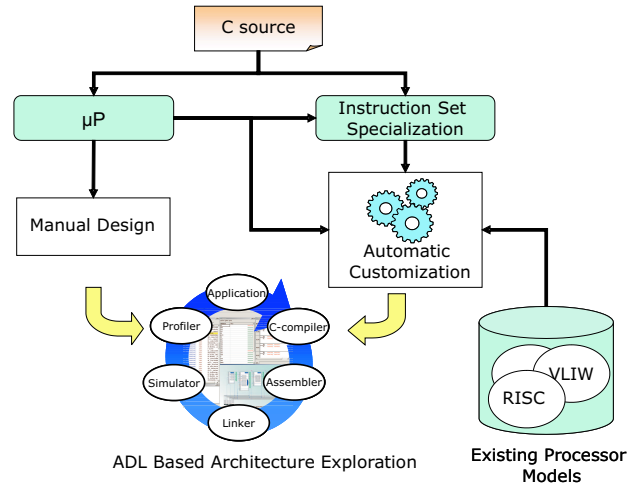 C source
µP
Instruction Set
Specialization
Manual Design
Automatic
Customization
Application
Profiler
C-compiler
Simulator
Assembler
Linker
VLIW
RISC
ADL Based Architecture Exploration
Existing Processor
Models